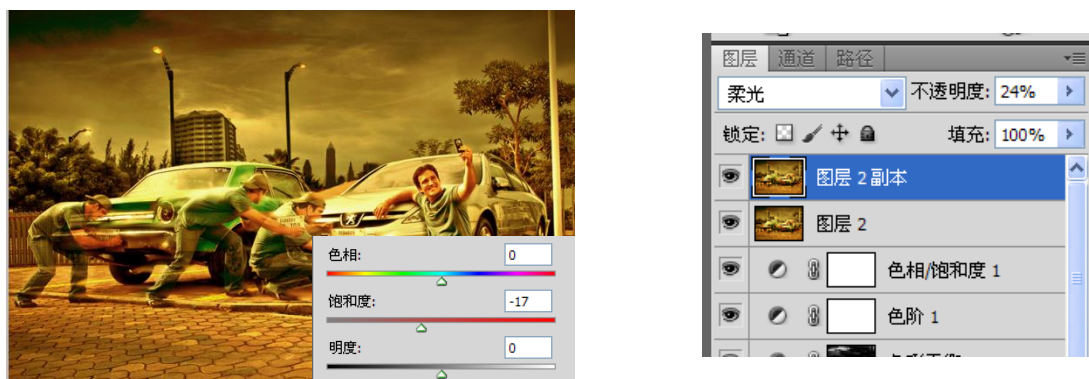 色相: 0
饱和度: -17
明度: 0
图层 通道 路径
柔光 不透明度: 24%
锁定: 填充: 100%
图层 2 副本
图层 2
色相/饱和度 1
色阶 1